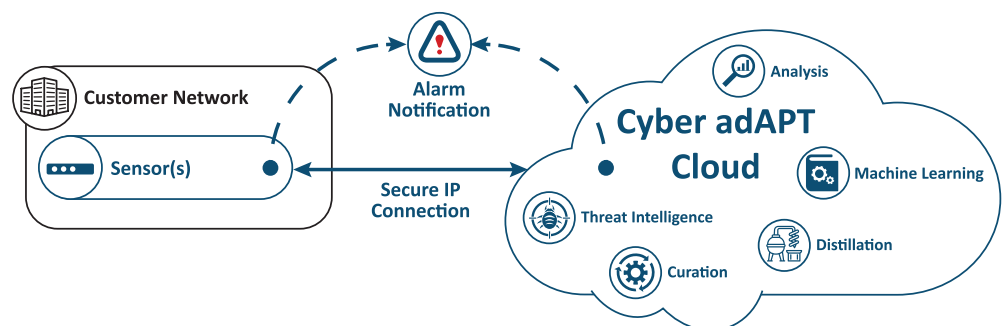 Customer Network
Sensor(s)
Alarm
Notification
Secure IP
Connection
Cyber adAPT
Cloud
Analysis
Machine Learning
Threat Intelligence
Distillation
Curation